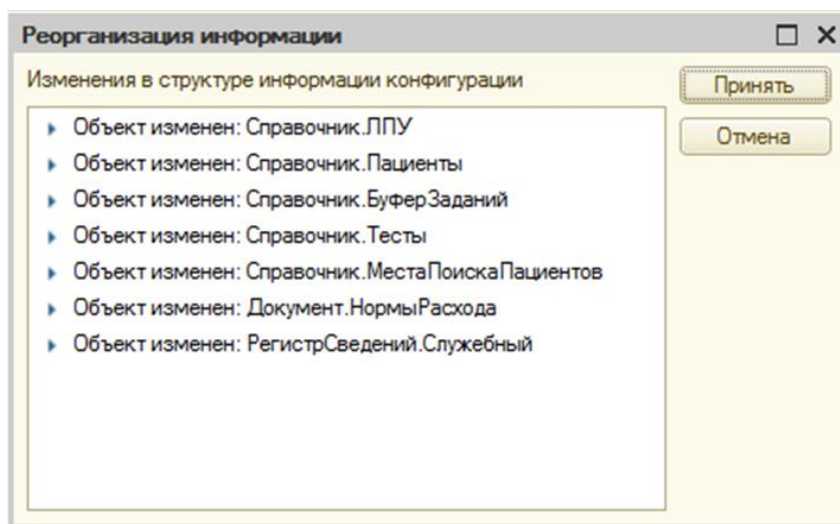 Реорганизация информации
Изменения в структуре информации конфигурации
Принять
Отмена
Объект изменен: Справочник.ЛПУ
Объект изменен: Справочник.Пациенты
Объект изменен: Справочник.БуферЗаданий
Объект изменен: Справочник.Тесты
Объект изменен: Справочник.МестаПоискаПациентов
Объект изменен: Документ.НормыРасхода
Объект изменен: РегистрСведений.Служебный